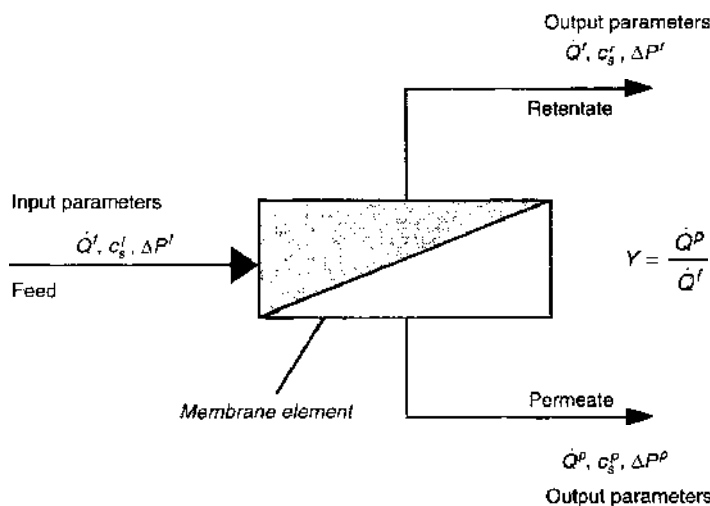 Output parameters
Q̇ʳ, cₛʳ, ΔPʳ
Retentate
Input parameters
Q̇ᶠ, cₛᶠ, ΔPᶠ
Feed
Y = Q̇ᵖ / Q̇ᶠ
Membrane element
Permeate
Q̇ᵖ, cₛᵖ, ΔPᵖ
Output parameters